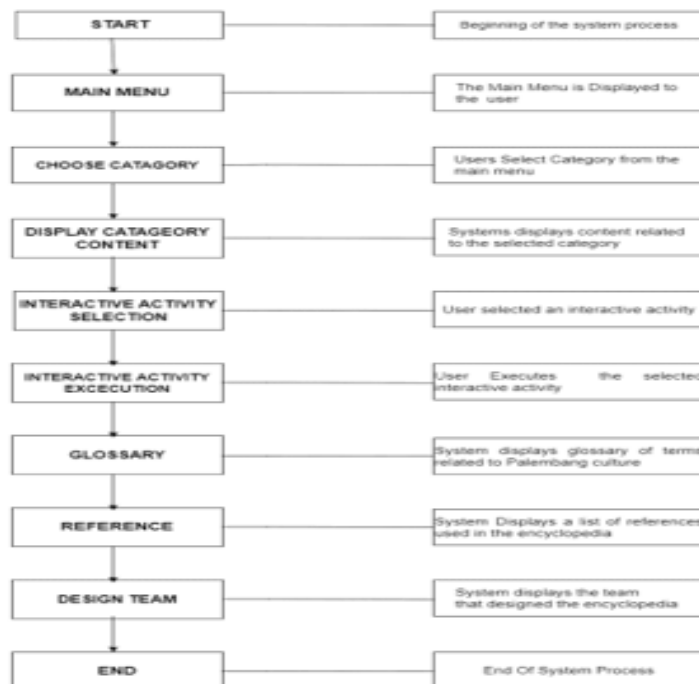 START
Beginning of the system process
MAIN MENU
The Main Menu is Displayed to
the user
CHOOSE CATAGORY
Users Select Category from the
main menu
DISPLAY CATAGEORY
CONTENT
Systems displays content related
to the selected category
INTERACTIVE ACTIVITY
SELECTION
User selected an interactive activity
INTERACTIVE ACTIVITY
EXCECUTION
User Executes the selected
interactive activity
GLOSSARY
System displays glossary of terms
related to Palembang culture
REFERENCE
System Displays a list of references
used in the encyclopedia
DESIGN TEAM
System displays the team
that designed the encyclopedia
END
End Of System Process